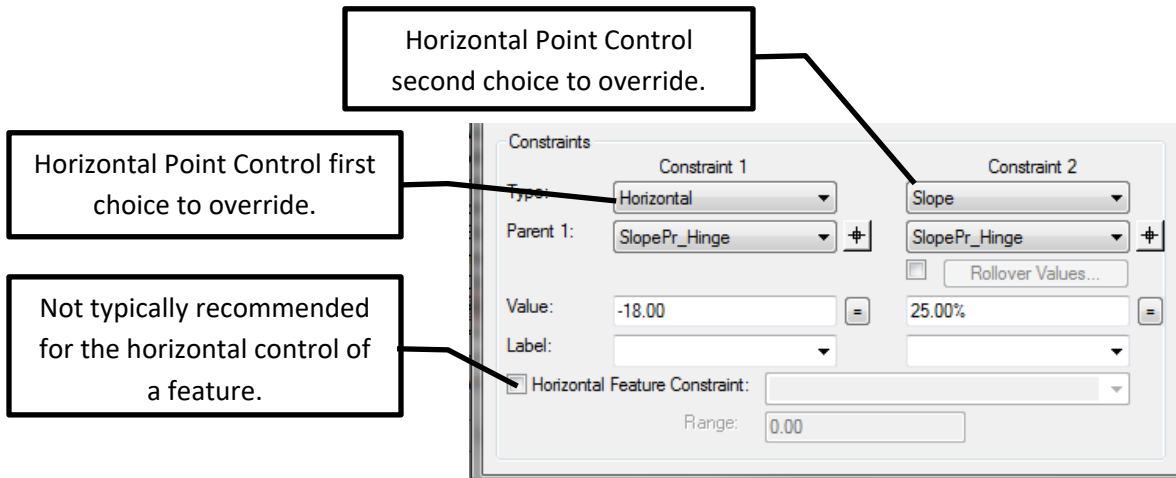 Horizontal Point Control
second choice to override.
Horizontal Point Control first
choice to override.
Not typically recommended
for the horizontal control of
a feature.
Constraints
Constraint 1 Constraint 2
Type: Horizontal Slope
Parent 1: SlopePr_Hinge SlopePr_Hinge
Rollover Values...
Value: -18.00 = 25.00% =
Label:
Horizontal Feature Constraint:
Range: 0.00